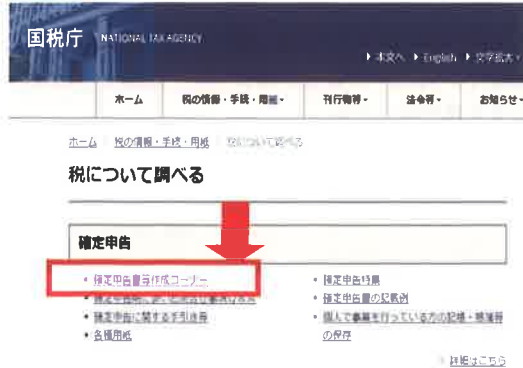 国税庁 NATIONAL TAX AGENCY
本文へ English 文字拡大
ホーム 税の情報・手続・用紙 刊行物等 法令等 お知らせ
ホーム 税の情報・手続・用紙 税について調べる
税について調べる
確定申告
・確定申告書等作成コーナー
・確定申告特集
・確定申告書の記載例
・確定申告に関する手引き等
・個人で事業を行っている方の記帳・帳簿等
の保存
・各種用紙
詳細はこちら